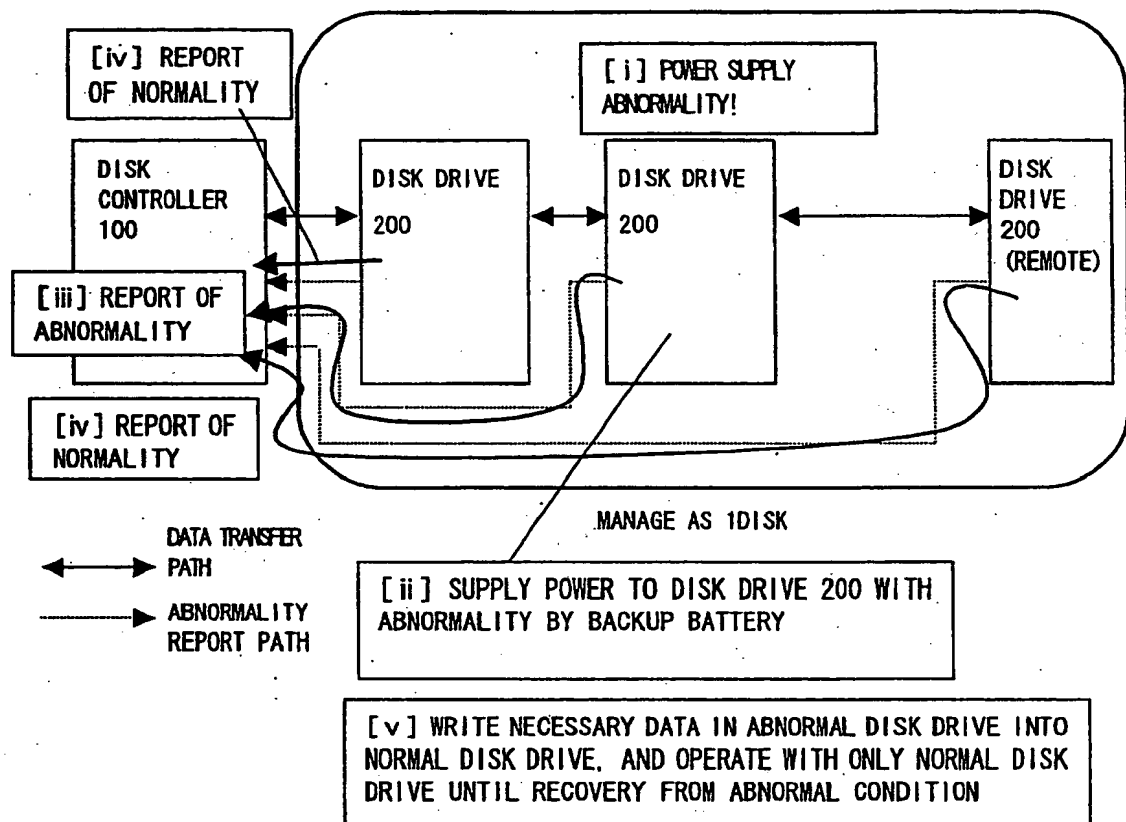 [iv] REPORT
OF NORMALITY
[i] POWER SUPPLY
ABNORMALITY!
DISK
CONTROLLER
100
DISK DRIVE
200
DISK DRIVE
200
DISK
DRIVE
200
(REMOTE)
[iii] REPORT OF
ABNORMALITY
[iv] REPORT OF
NORMALITY
MANAGE AS 1DISK
DATA TRANSFER
PATH
ABNORMALITY
REPORT PATH
[ii] SUPPLY POWER TO DISK DRIVE 200 WITH
ABNORMALITY BY BACKUP BATTERY
[v] WRITE NECESSARY DATA IN ABNORMAL DISK DRIVE INTO
NORMAL DISK DRIVE, AND OPERATE WITH ONLY NORMAL DISK
DRIVE UNTIL RECOVERY FROM ABNORMAL CONDITION